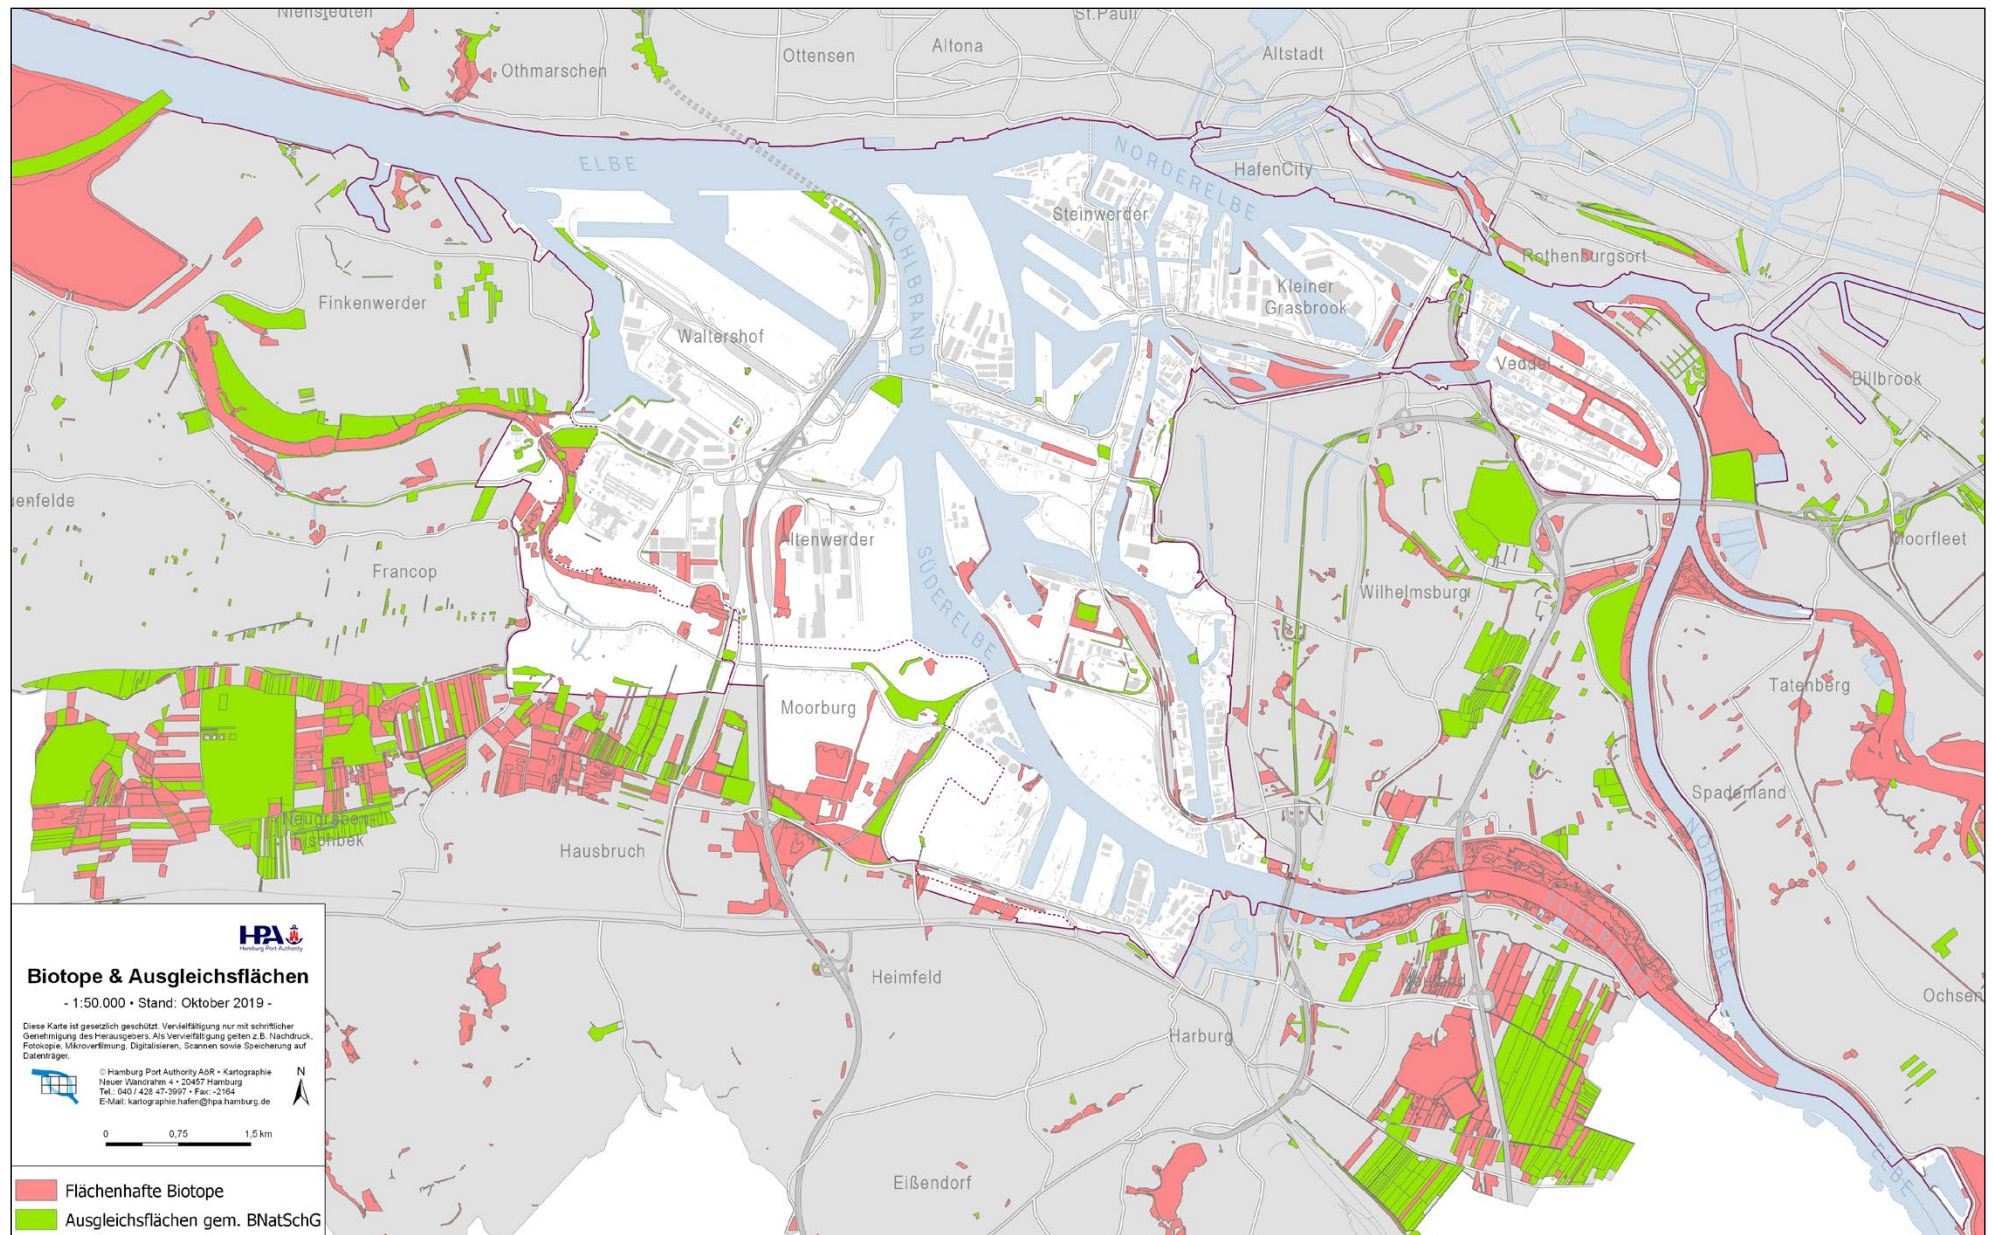 Nienstedten
St.Pauli
Othmarschen
Ottensen
Altona
Altstadt
ELBE
NORDERELBE
HafenCity
KÖHLBRAND
Steinwerder
Rothenburgsort
Finkenwerder
Kleiner
Grasbrook
Waltershof
Veddel
Billbrook
uenfelde
Altenwerder
Moorfleet
Francop
SÜDERELBE
Wilhelmsburg
Tatenberg
Moorburg
Spadenland
NORDERELBE
Neugraben-
Fischbek
Hausbruch
SÜDERELBE
Heimfeld
Neuland
Ochsen
Harburg
Eißendorf
ELBE
HPA
Hamburg Port Authority
Biotope & Ausgleichsflächen
- 1:50.000 • Stand: Oktober 2019 -
Diese Karte ist gesetzlich geschützt. Vervielfältigung nur mit schriftlicher
Genehmigung des Herausgebers. Als Vervielfältigung gelten z.B. Nachdruck,
Fotokopie, Mikroverfilmung, Digitalisieren, Scannen sowie Speicherung auf
Datenträger.
© Hamburg Port Authority AöR • Kartographie
Neuer Wandrahm 4 • 20457 Hamburg
Tel.: 040 / 428 47-3997 • Fax: -2164
E-Mail: kartographie.hafen@hpa.hamburg.de
N
0 0,75 1,5 km
Flächenhafte Biotope
Ausgleichsflächen gem. BNatSchG